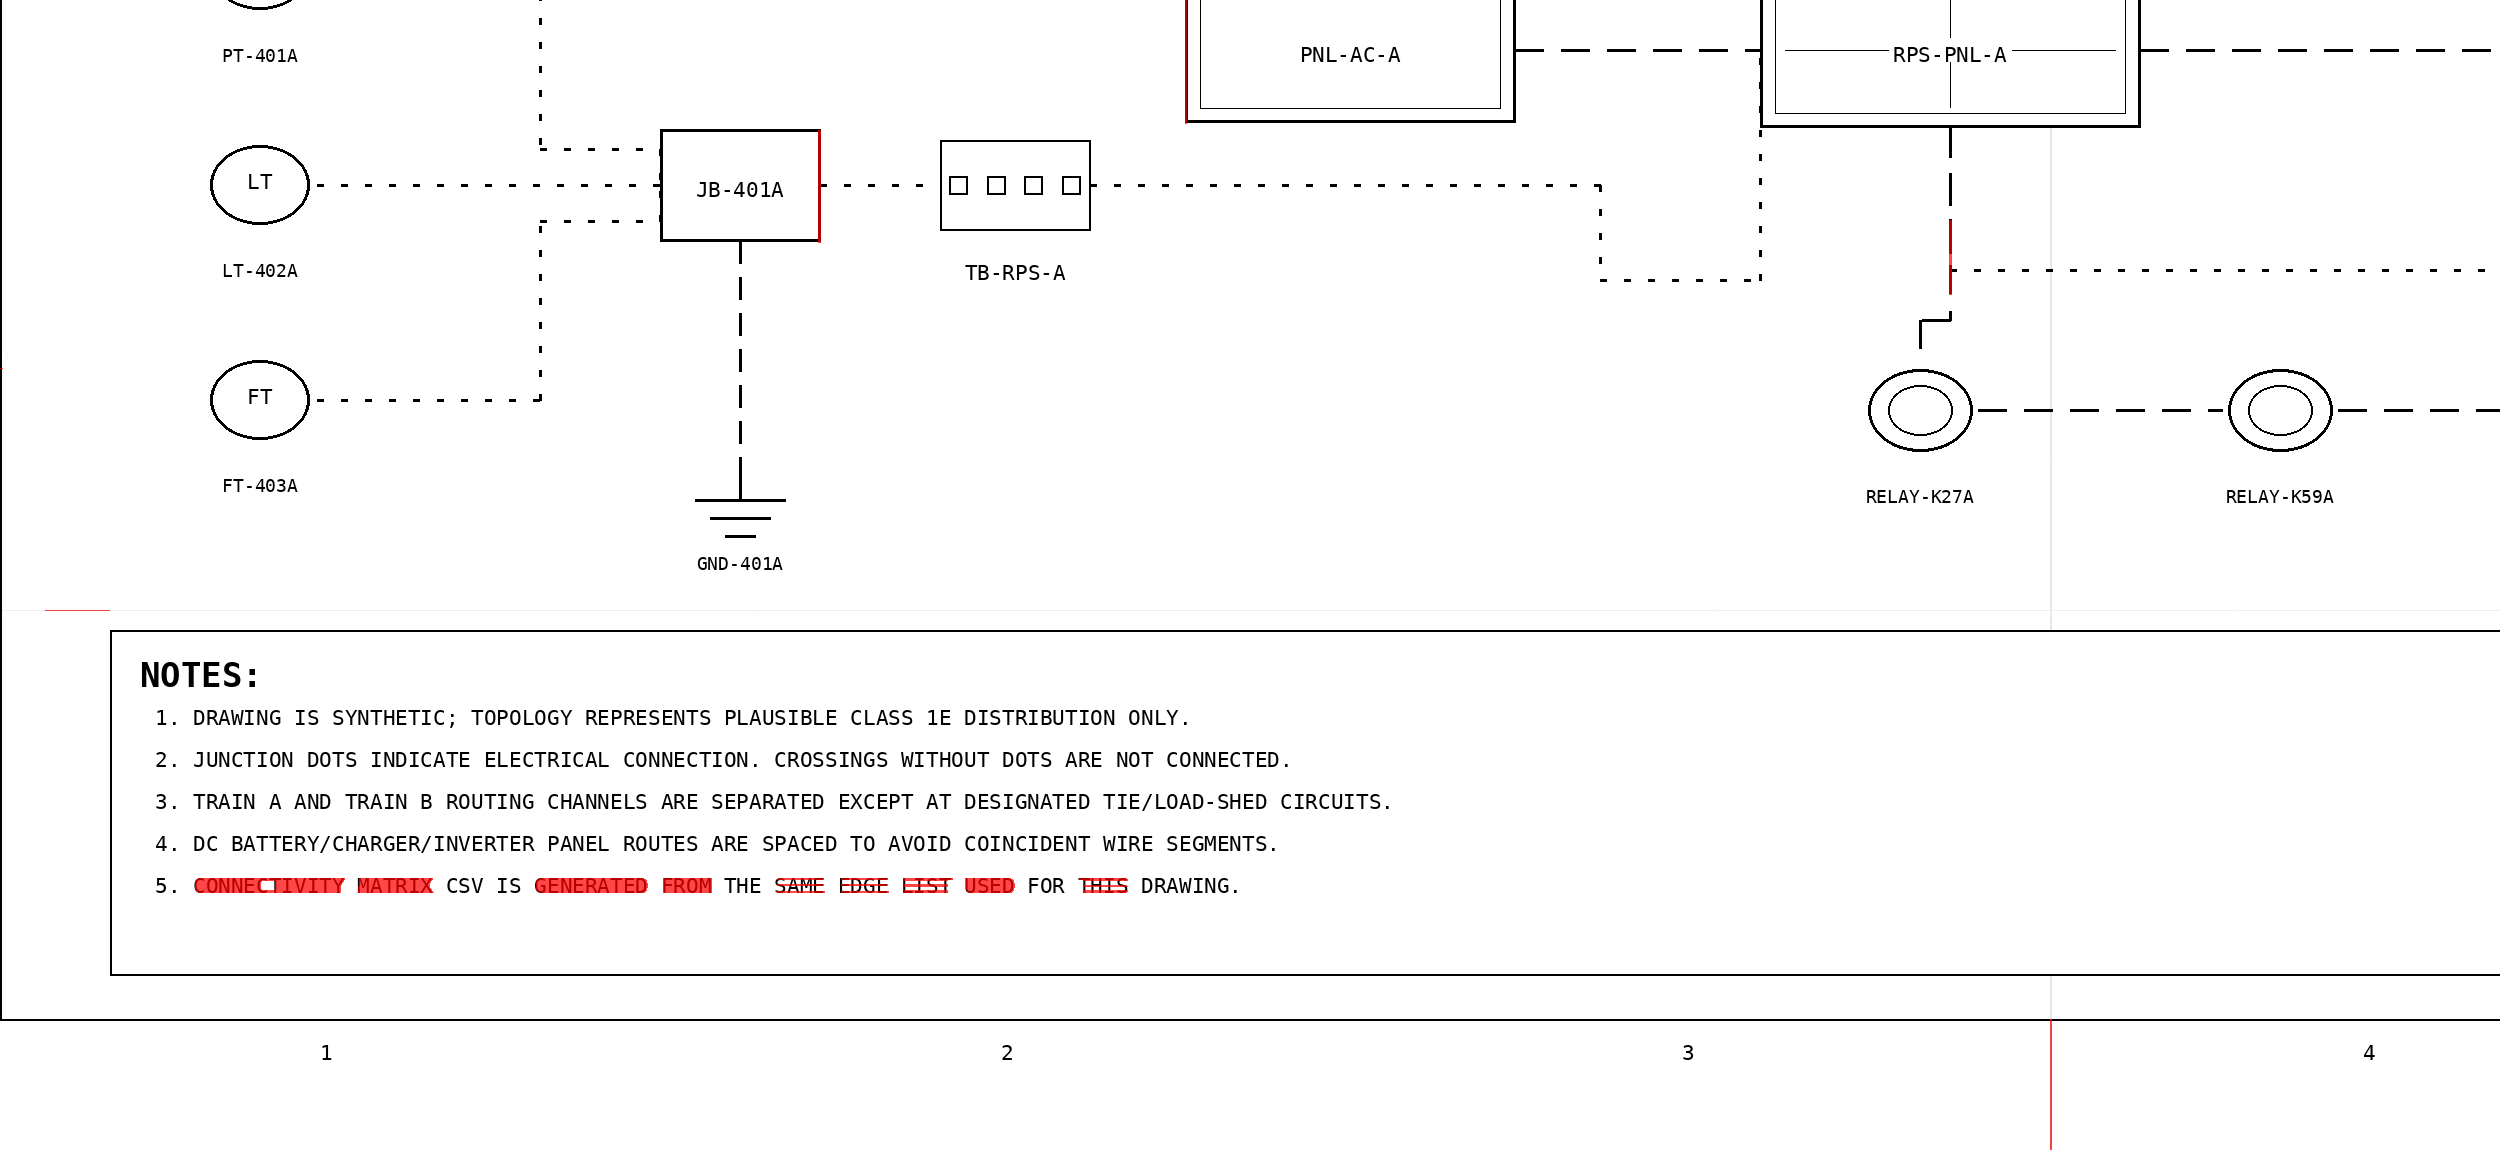 PT-401A
PNL-AC-A
RPS-PNL-A
LT
JB-401A
LT-402A
TB-RPS-A
FT
FT-403A
RELAY-K27A
RELAY-K59A
GND-401A
NOTES:
1. DRAWING IS SYNTHETIC; TOPOLOGY REPRESENTS PLAUSIBLE CLASS 1E DISTRIBUTION ONLY.
2. JUNCTION DOTS INDICATE ELECTRICAL CONNECTION. CROSSINGS WITHOUT DOTS ARE NOT CONNECTED.
3. TRAIN A AND TRAIN B ROUTING CHANNELS ARE SEPARATED EXCEPT AT DESIGNATED TIE/LOAD-SHED CIRCUITS.
4. DC BATTERY/CHARGER/INVERTER PANEL ROUTES ARE SPACED TO AVOID COINCIDENT WIRE SEGMENTS.
5. CONNECTIVITY MATRIX CSV IS GENERATED FROM THE SAME EDGE LIST USED FOR THIS DRAWING.
1 2 3 4